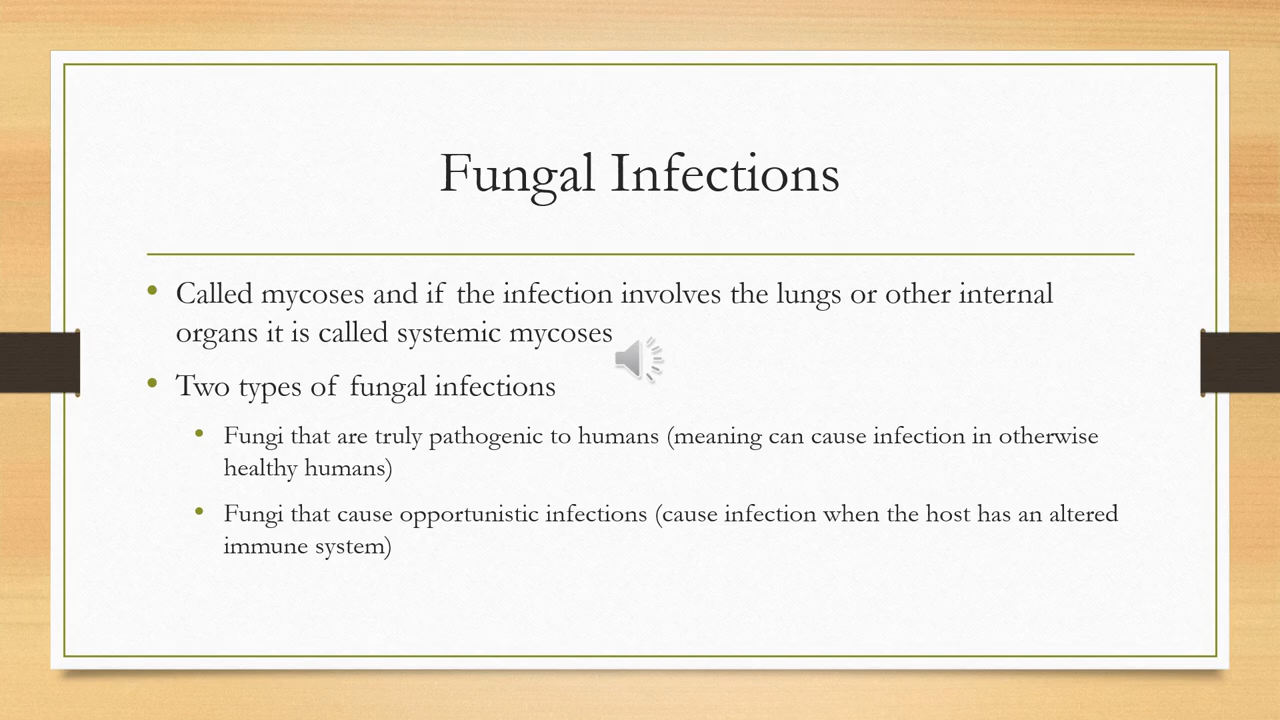 Fungal Infections
• Called mycoses and if the infection involves the lungs or other internal
organs it is called systemic mycoses
• Two types of fungal infections
• Fungi that are truly pathogenic to humans (meaning can cause infection in otherwise
healthy humans)
• Fungi that cause opportunistic infections (cause infection when the host has an altered
immune system)